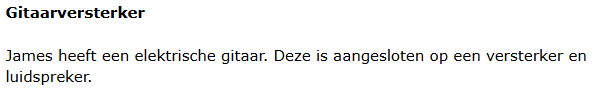 Gitaarversterker
James heeft een elektrische gitaar. Deze is aangesloten op een versterker en
luidspreker.